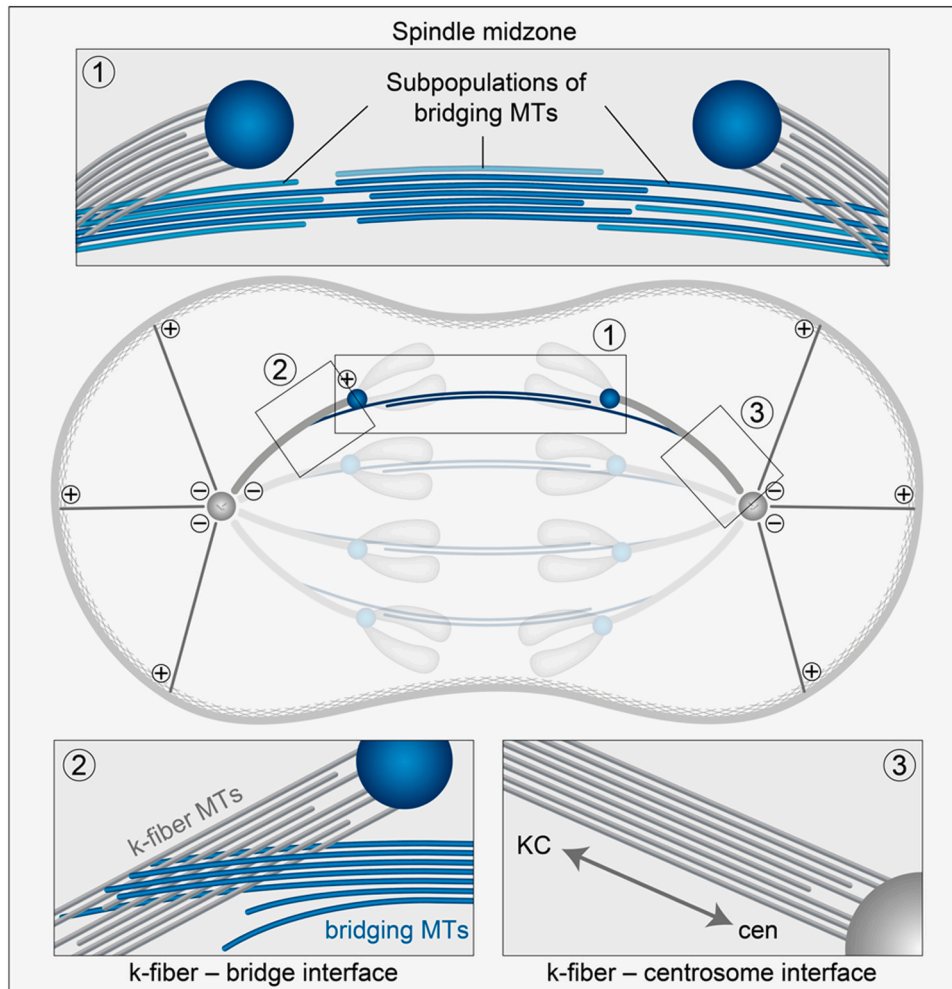 Spindle midzone
①
Subpopulations of
bridging MTs
⊕
⊕
①
②
⊕
③
⊕
⊖
⊖
⊖
⊕
⊖
⊖
⊕
⊕
⊕
②
k-fiber MTs
bridging MTs
k-fiber – bridge interface
③
KC
cen
k-fiber – centrosome interface